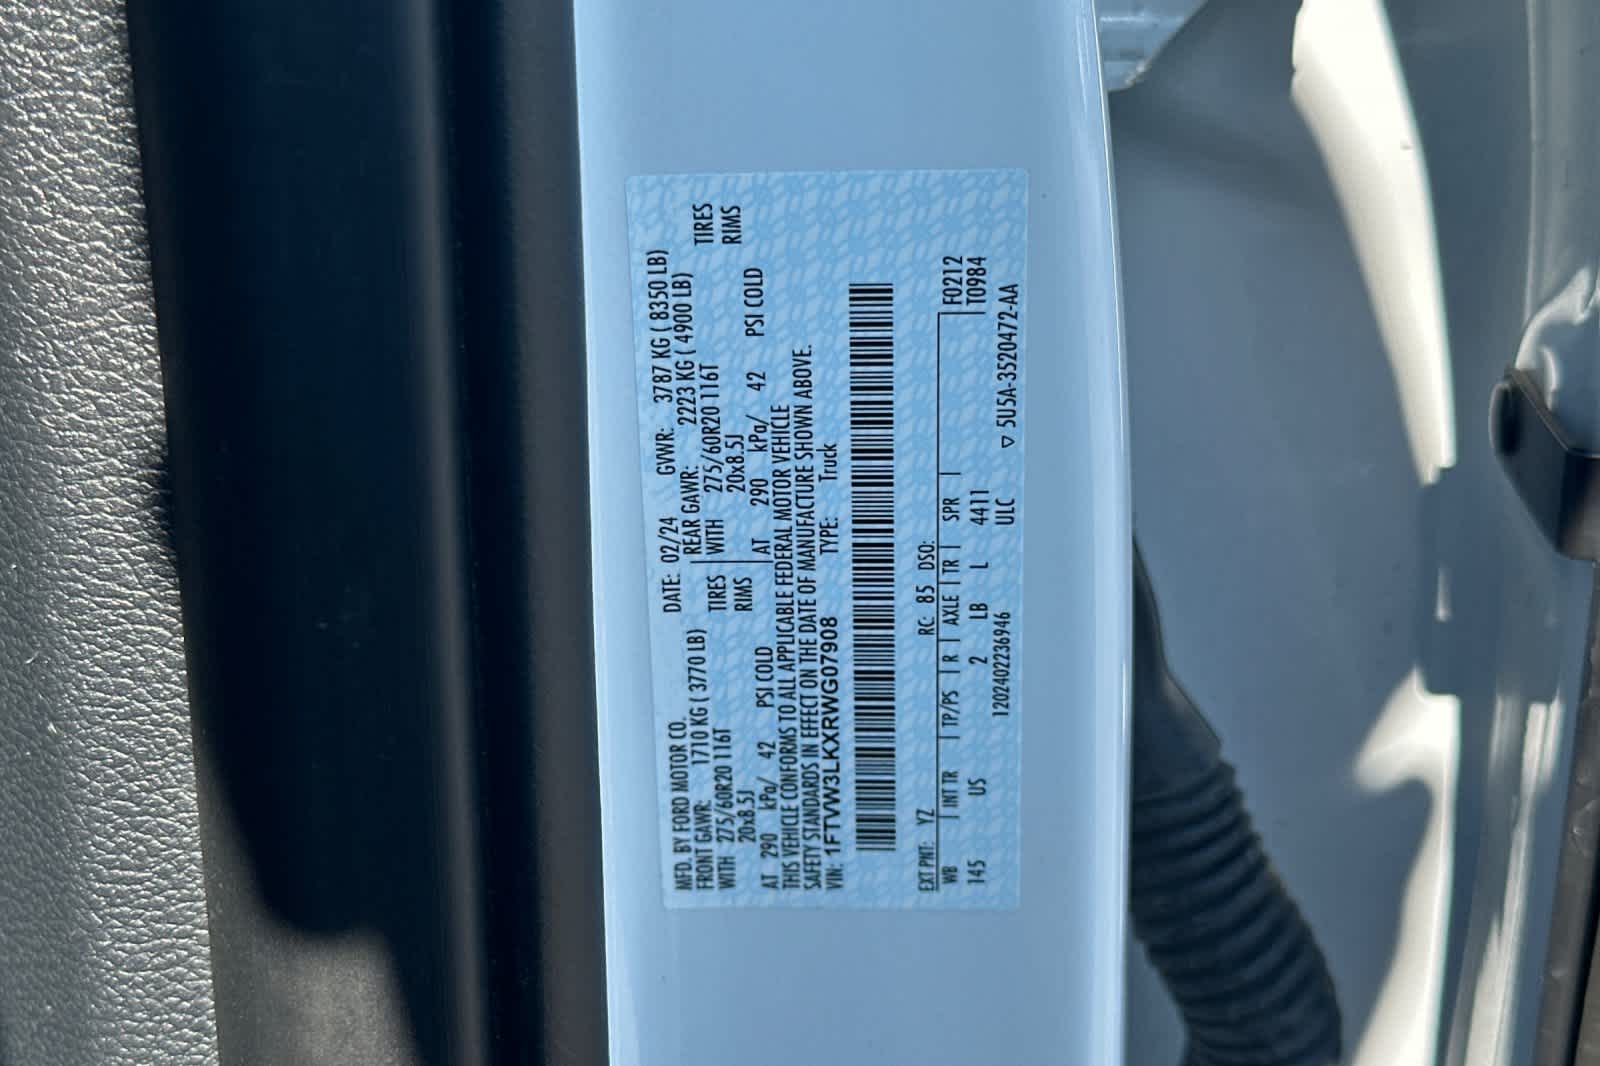 MFD. BY FORD MOTOR CO.
DATE: 02/24 GVWR: 3787 KG ( 8350 LB)
FRONT GAWR: 1710 KG ( 3770 LB) REAR GAWR: 2223 KG ( 4900 LB)
WITH 275/60R20 116T TIRES WITH 275/60R20 116T TIRES
20x8.5J RIMS 20x8.5J RIMS
AT 290 kPa/ 42 PSI COLD AT 290 kPa/ 42 PSI COLD
THIS VEHICLE CONFORMS TO ALL APPLICABLE FEDERAL MOTOR VEHICLE
SAFETY STANDARDS IN EFFECT ON THE DATE OF MANUFACTURE SHOWN ABOVE.
VIN: 1FTVW3LKXRWG07908 TYPE: Truck
EXT PNT: YZ RC: 85 DSO: F0212
WB | INT TR | TP/PS | R | AXLE | TR | SPR | T0984
145 US 2 LB L 4411
1202402236946 ULC ▽ 5U5A-3520472-AA